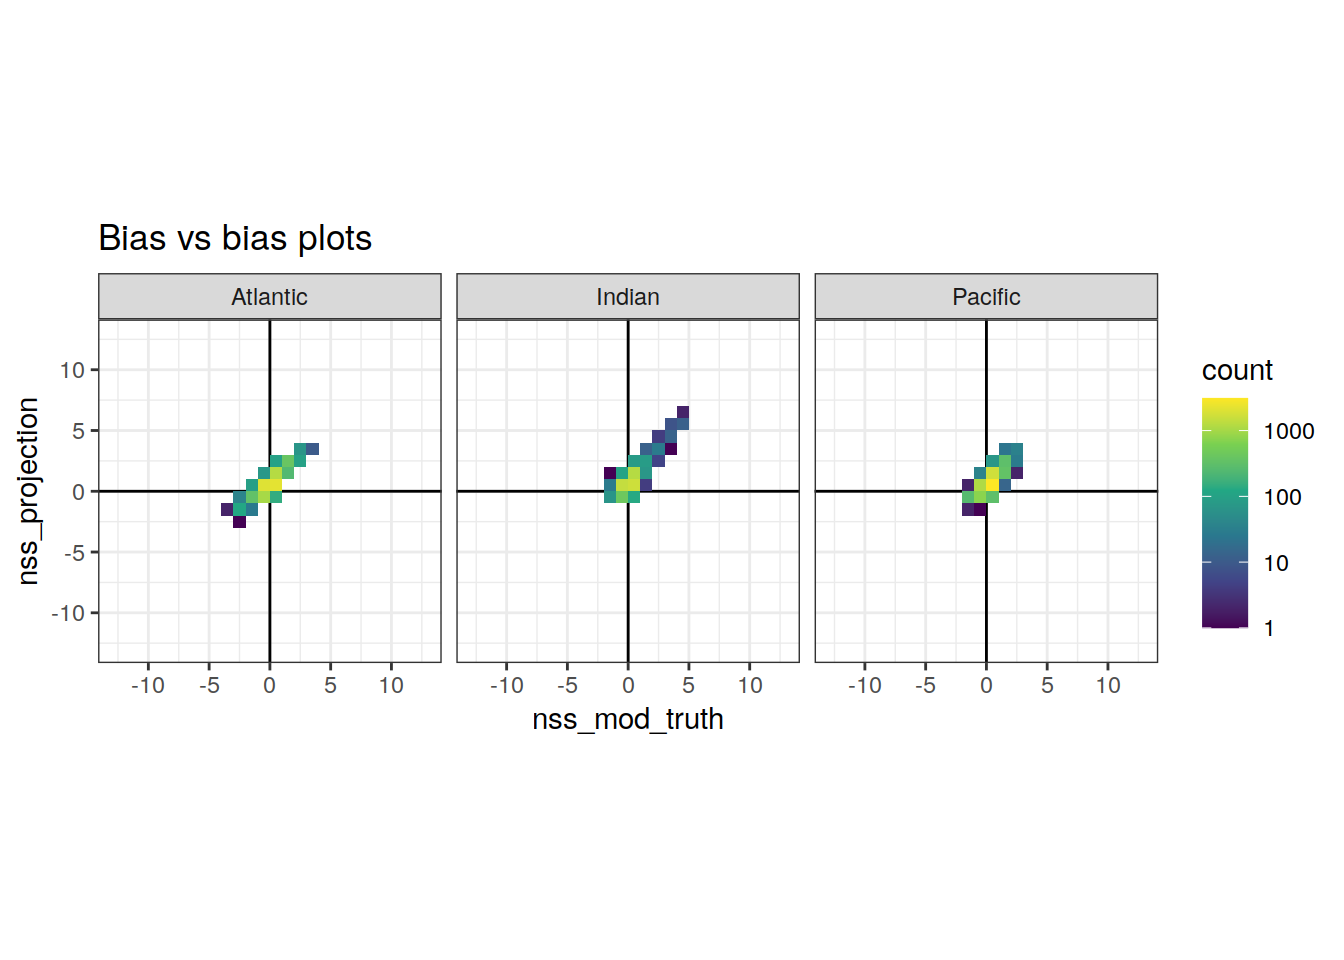 Bias vs bias plots
Atlantic
Indian
Pacific
nss_projection
10
5
0
-5
-10
-10 -5 0 5 10
-10 -5 0 5 10
-10 -5 0 5 10
nss_mod_truth
count
1000
100
10
1